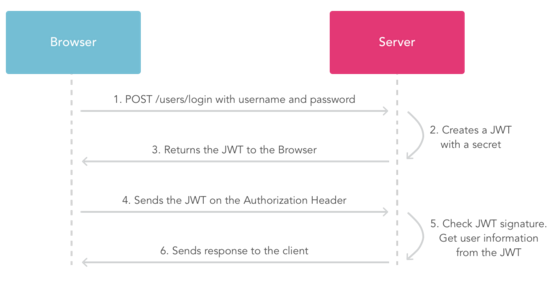 Browser
Server
1. POST /users/login with username and password
2. Creates a JWT
with a secret
3. Returns the JWT to the Browser
4. Sends the JWT on the Authorization Header
5. Check JWT signature.
Get user information
from the JWT
6. Sends response to the client